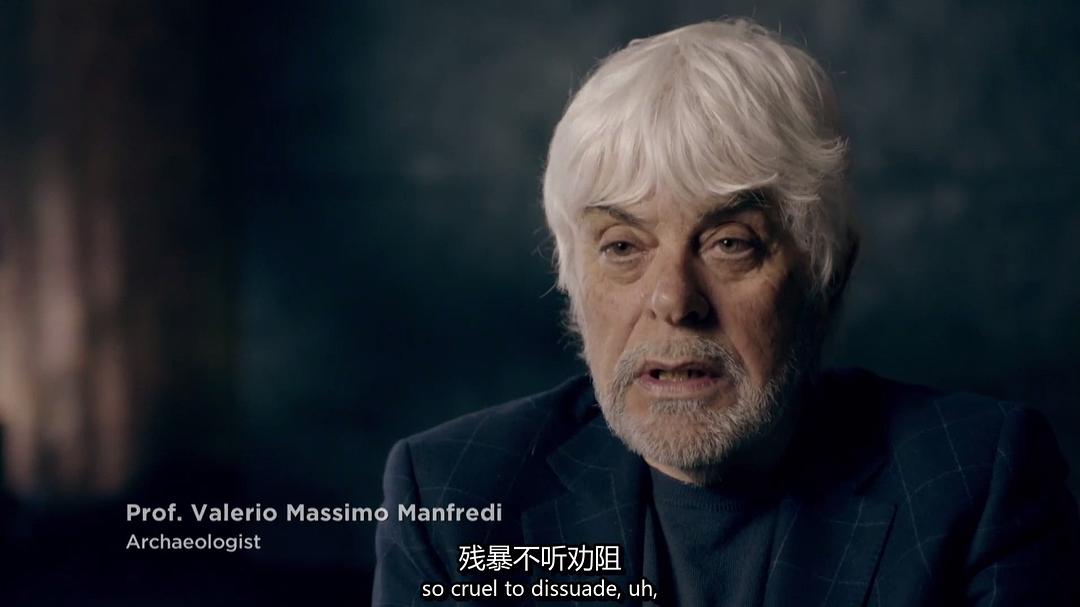 Prof. Valerio Massimo Manfredi
Archaeologist
残暴不听劝阻
so cruel to dissuade, uh,